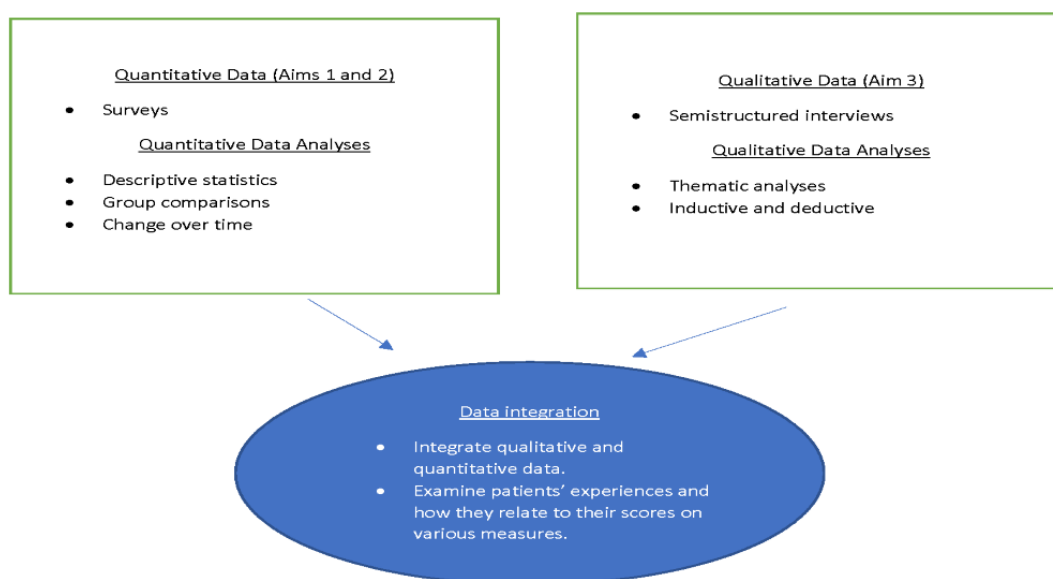 Quantitative Data (Aims 1 and 2)
• Surveys
Quantitative Data Analyses
• Descriptive statistics
• Group comparisons
• Change over time
Qualitative Data (Aim 3)
• Semistructured interviews
Qualitative Data Analyses
• Thematic analyses
• Inductive and deductive
Data integration
• Integrate qualitative and
quantitative data.
• Examine patients’ experiences and
how they relate to their scores on
various measures.